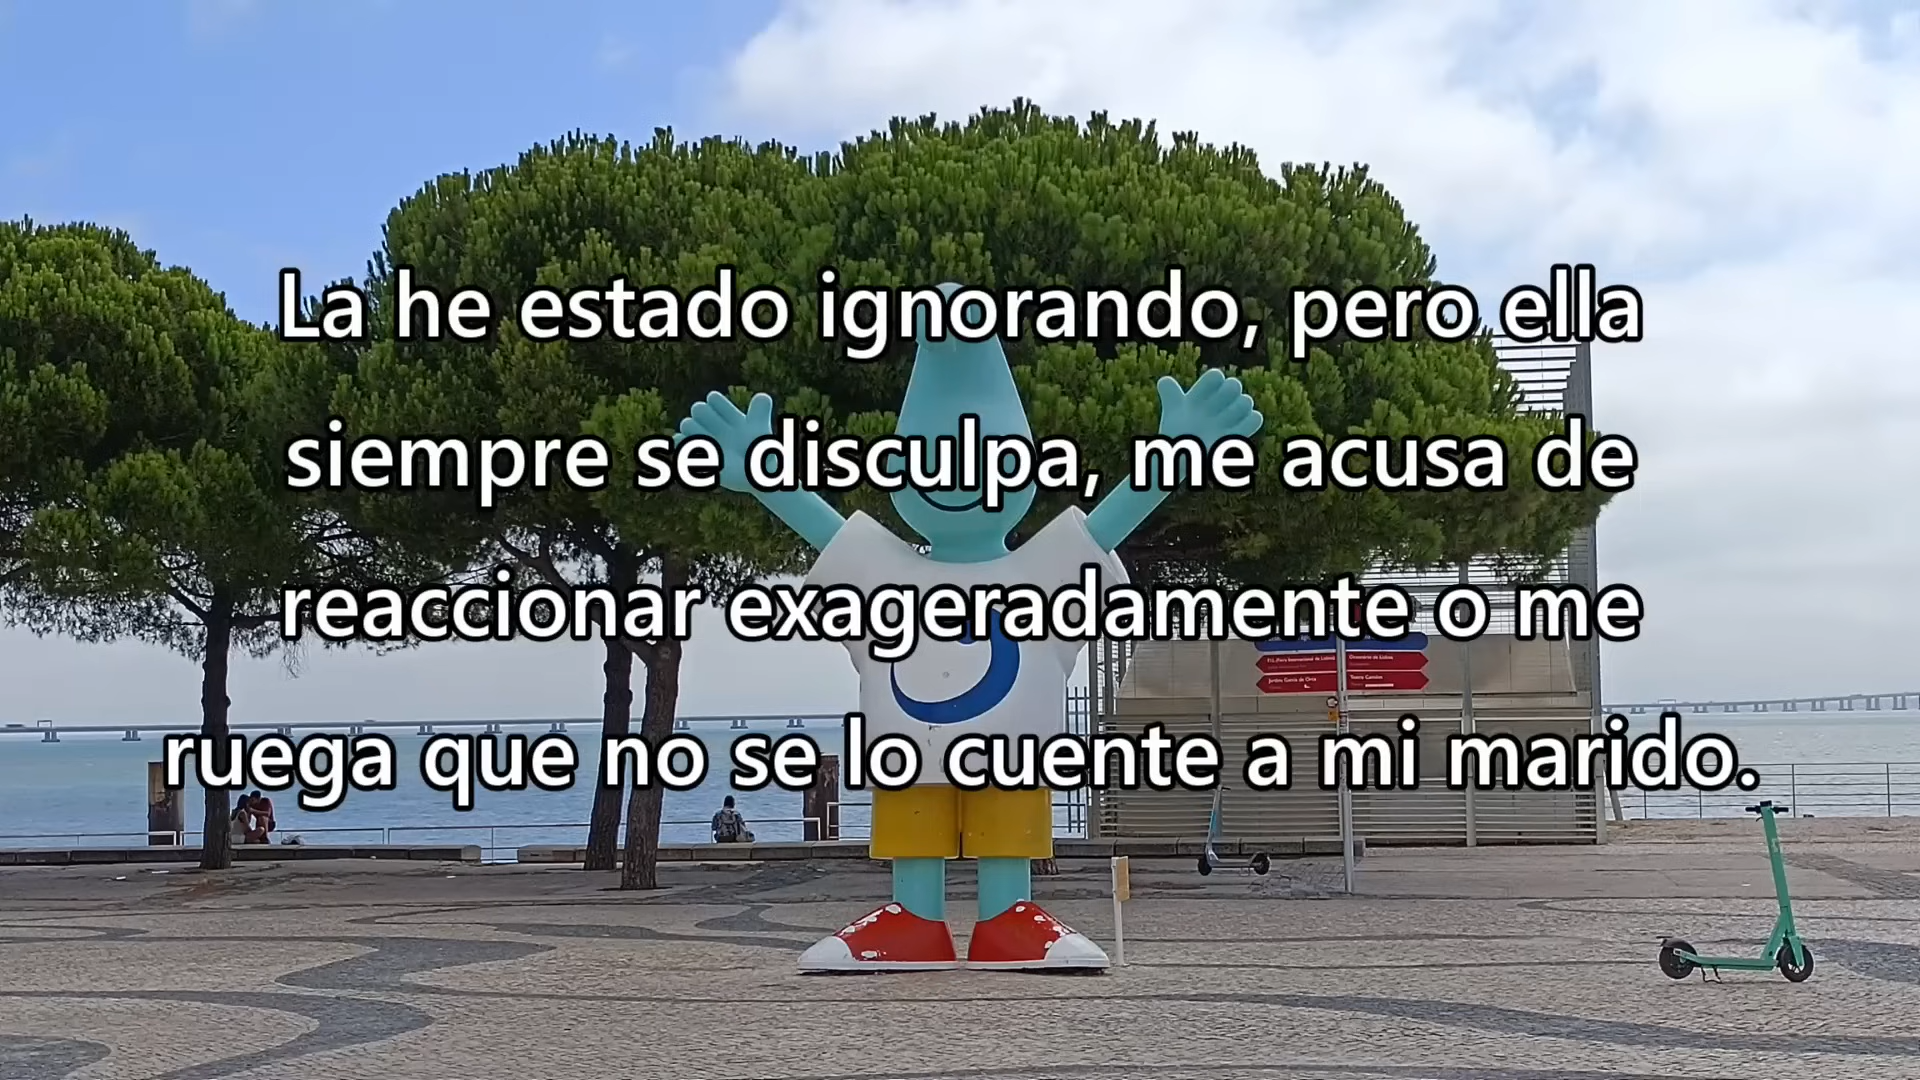 La he estado ignorando, pero ella
siempre se disculpa, me acusa de
reaccionar exageradamente o me
ruega que no se lo cuente a mi marido.